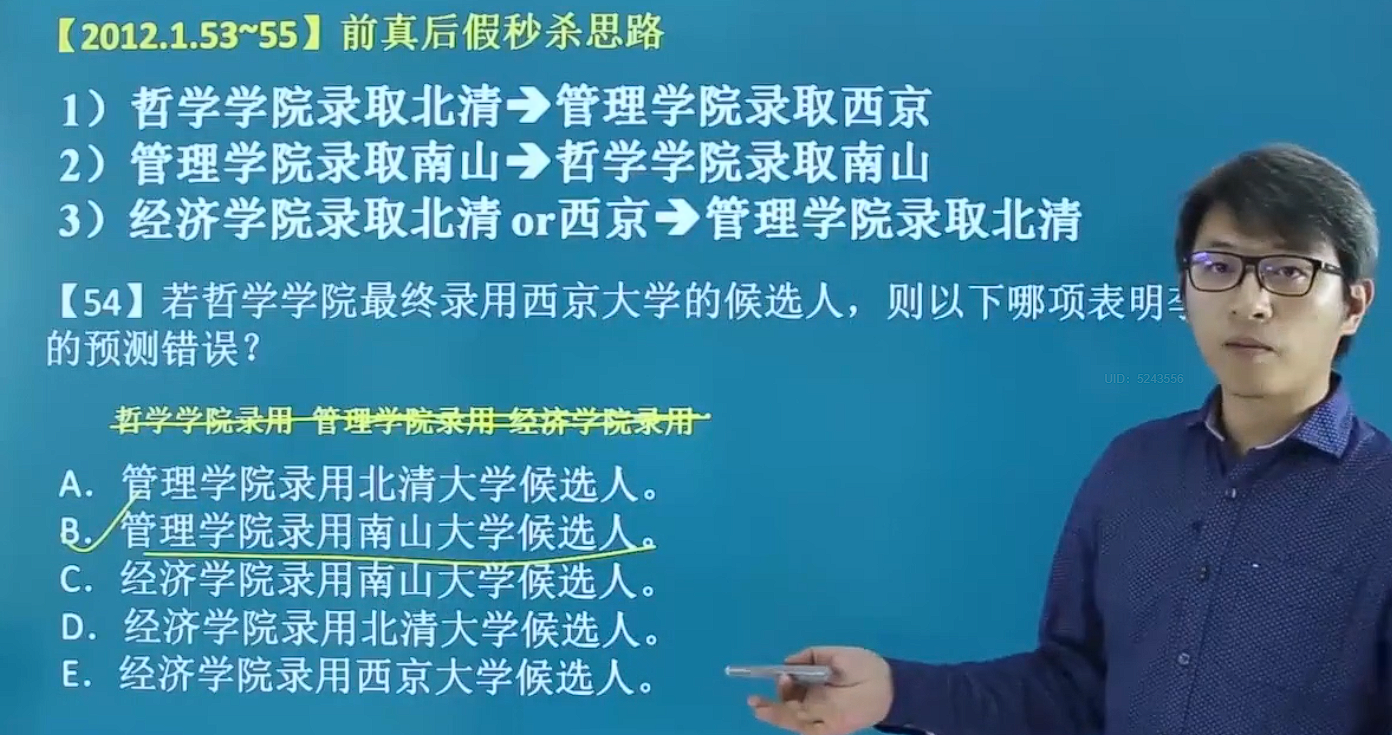 【2012.1.53~55】前真后假秒杀思路
1）哲学学院录取北清➔管理学院录取西京
2）管理学院录取南山➔哲学学院录取南山
3）经济学院录取北清 or西京➔管理学院录取北清
【54】若哲学学院最终录用西京大学的候选人，则以下哪项表明
的预测错误？
UID：5243556
哲学学院录用 管理学院录用 经济学院录用
A. 管理学院录用北清大学候选人。
B. 管理学院录用南山大学候选人。
C. 经济学院录用南山大学候选人。
D. 经济学院录用北清大学候选人。
E. 经济学院录用西京大学候选人。